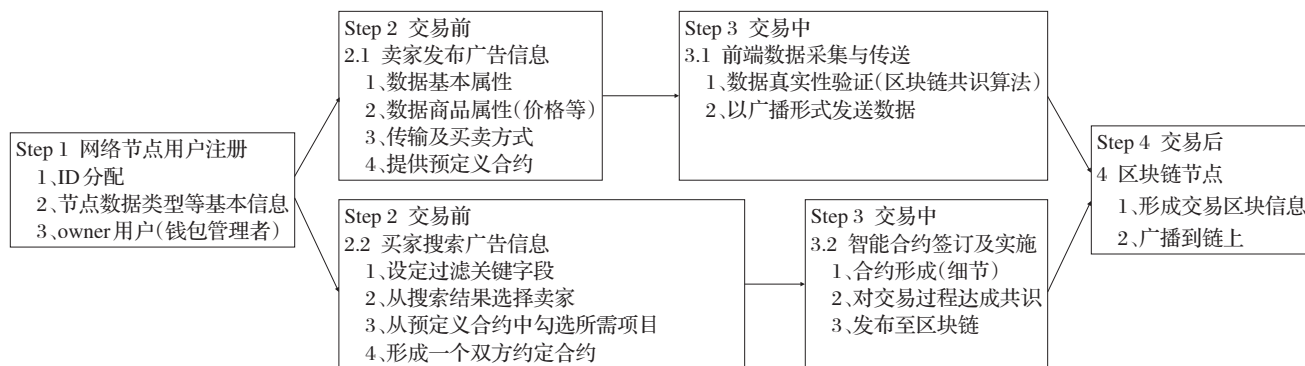 Step 1 网络节点用户注册
1、ID分配
2、节点数据类型等基本信息
3、owner用户(钱包管理者)
Step 2 交易前
2.1 卖家发布广告信息
1、数据基本属性
2、数据商品属性(价格等)
3、传输及买卖方式
4、提供预定义合约
Step 3 交易中
3.1 前端数据采集与传送
1、数据真实性验证(区块链共识算法)
2、以广播形式发送数据
Step 2 交易前
2.2 买家搜索广告信息
1、设定过滤关键字段
2、从搜索结果选择卖家
3、从预定义合约中勾选所需项目
4、形成一个双方约定合约
Step 3 交易中
3.2 智能合约签订及实施
1、合约形成(细节)
2、对交易过程达成共识
3、发布至区块链
Step 4 交易后
4 区块链节点
1、形成交易区块信息
2、广播到链上